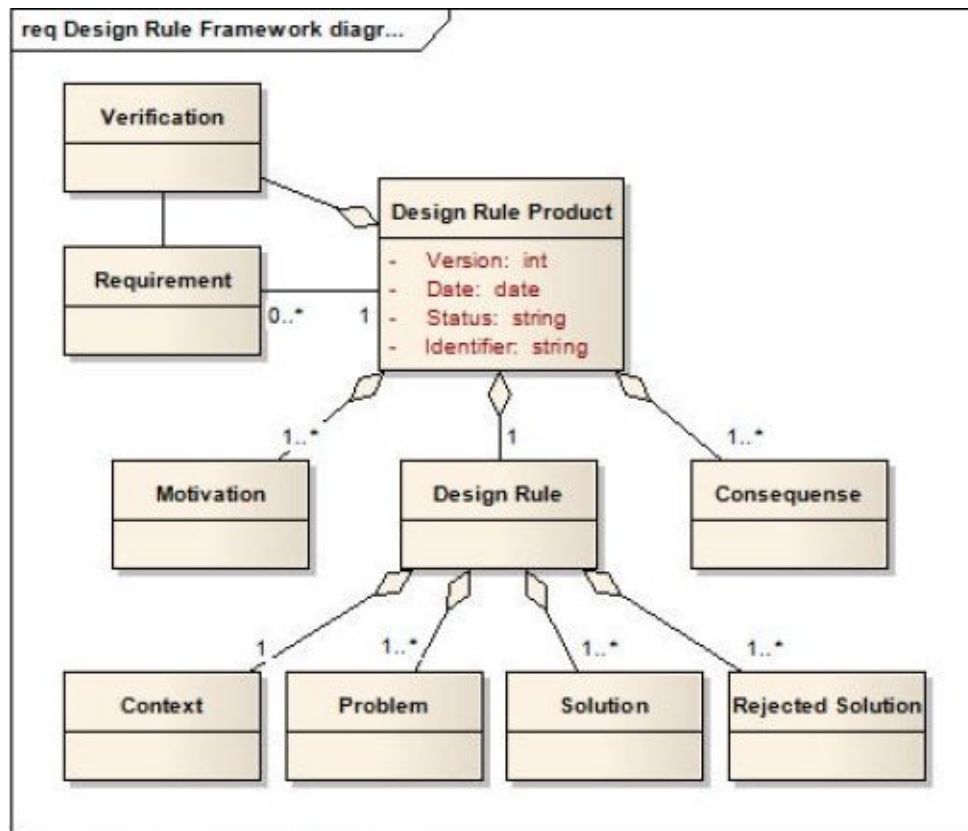 req Design Rule Framework diagr...
Verification
Design Rule Product
- Version: int
- Date: date
- Status: string
- Identifier: string
Requirement
0..*
1
1..*
1
1..*
Motivation
Design Rule
Consequense
1
1..*
1..*
1..*
Context
Problem
Solution
Rejected Solution